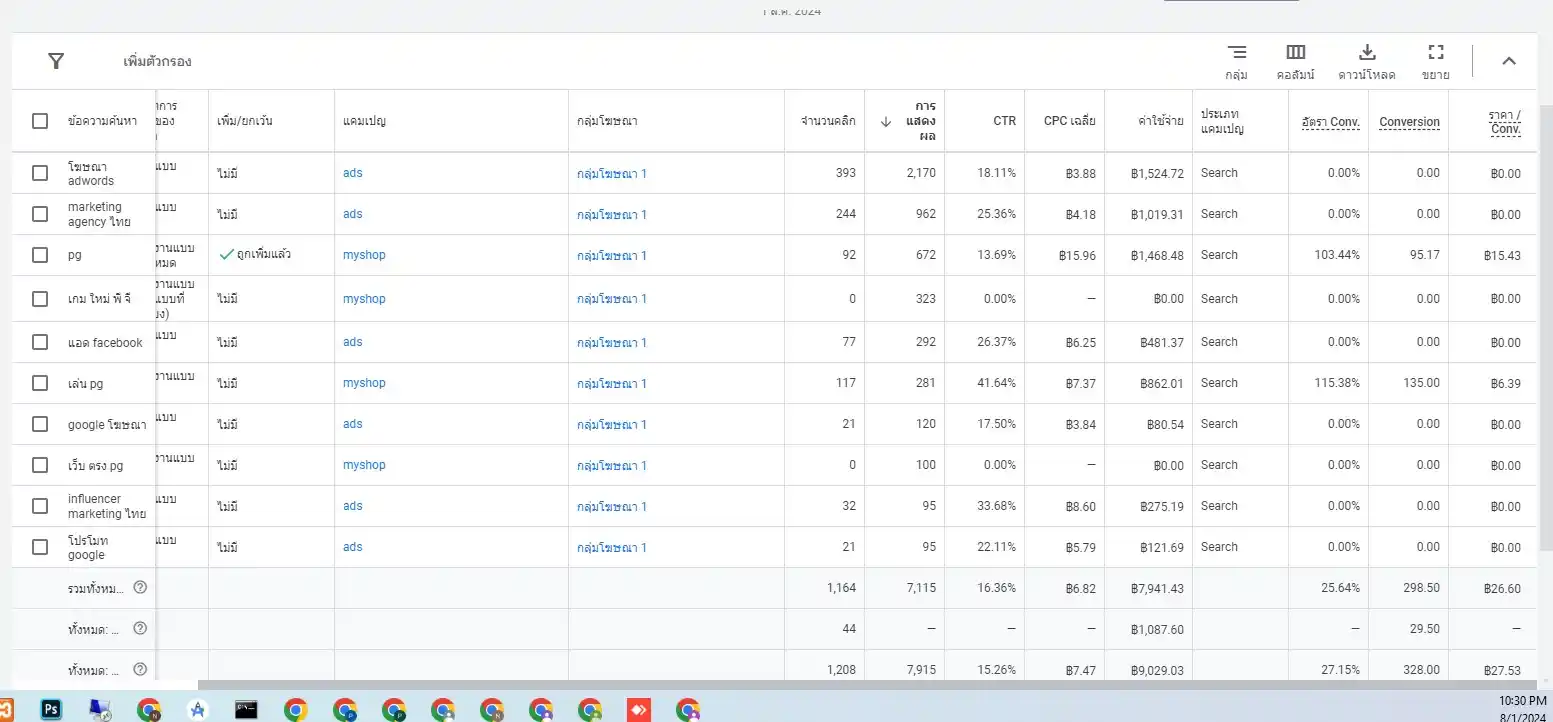 1 ส.ค. 2024
เพิ่มตัวกรอง
กลุ่ม คอลัมน์ ดาวน์โหลด ขยาย
ข้อความค้นหา เพิ่ม/ยกเว้น แคมเปญ กลุ่มโฆษณา จำนวนคลิก การแสดงผล CTR CPC เฉลี่ย ค่าใช้จ่าย ประเภทแคมเปญ อัตรา Conv. Conversion ราคา / Conv.
โฆษณา adwords แบบ ไม่มี ads กลุ่มโฆษณา 1 393 2,170 18.11% ฿3.88 ฿1,524.72 Search 0.00% 0.00 ฿0.00
marketing agency ไทย แบบ ไม่มี ads กลุ่มโฆษณา 1 244 962 25.36% ฿4.18 ฿1,019.31 Search 0.00% 0.00 ฿0.00
pg ถูกเพิ่มแล้ว myshop กลุ่มโฆษณา 1 92 672 13.69% ฿15.96 ฿1,468.48 Search 103.44% 95.17 ฿15.43
เกม ใหม่ พี จี ไม่มี myshop กลุ่มโฆษณา 1 0 323 0.00% — ฿0.00 Search 0.00% 0.00 ฿0.00
แอด facebook แบบ ไม่มี ads กลุ่มโฆษณา 1 77 292 26.37% ฿6.25 ฿481.37 Search 0.00% 0.00 ฿0.00
เล่น pg งานแบบ ไม่มี myshop กลุ่มโฆษณา 1 117 281 41.64% ฿7.37 ฿862.01 Search 115.38% 135.00 ฿6.39
google โฆษณา แบบ ไม่มี ads กลุ่มโฆษณา 1 21 120 17.50% ฿3.84 ฿80.54 Search 0.00% 0.00 ฿0.00
เว็บ ตรง pg งานแบบ ไม่มี myshop กลุ่มโฆษณา 1 0 100 0.00% — ฿0.00 Search 0.00% 0.00 ฿0.00
influencer marketing ไทย แบบ ไม่มี ads กลุ่มโฆษณา 1 32 95 33.68% ฿8.60 ฿275.19 Search 0.00% 0.00 ฿0.00
โปรโมท google แบบ ไม่มี ads กลุ่มโฆษณา 1 21 95 22.11% ฿5.79 ฿121.69 Search 0.00% 0.00 ฿0.00
รวมทั้งหม... 1,164 7,115 16.36% ฿6.82 ฿7,941.43 25.64% 298.50 ฿26.60
ทั้งหมด: ... 44 — — — ฿1,087.60 — 29.50 —
ทั้งหมด: ... 1,208 7,915 15.26% ฿7.47 ฿9,029.03 27.15% 328.00 ฿27.53
Ps
10:30 PM
8/1/2024